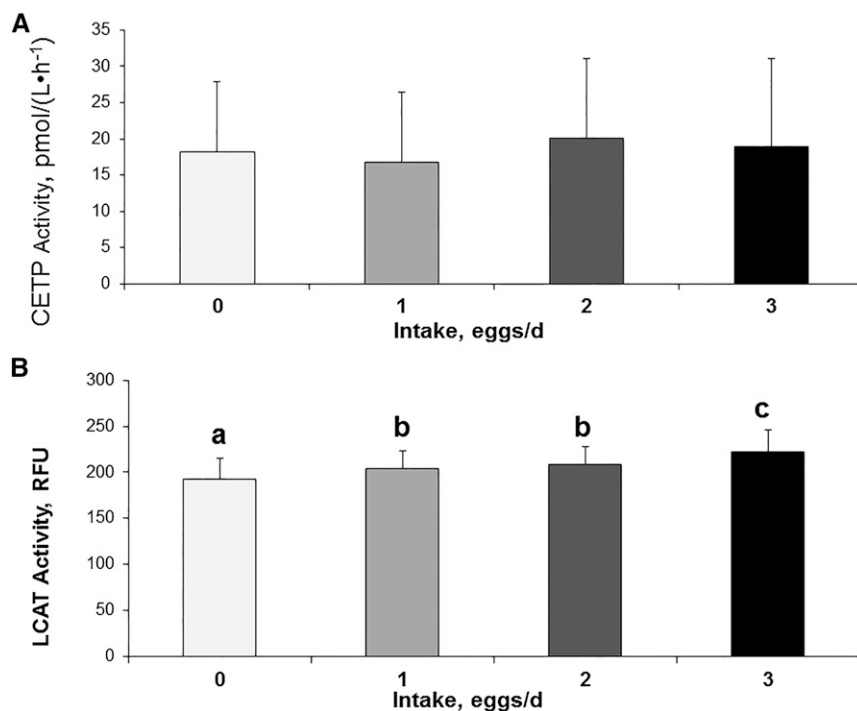 A
CETP Activity, pmol/(L•h⁻¹)
35
30
25
20
15
10
5
0
0 1 2 3
Intake, eggs/d
B
LCAT Activity, RFU
300
250
200
150
100
50
0
a b b c
0 1 2 3
Intake, eggs/d